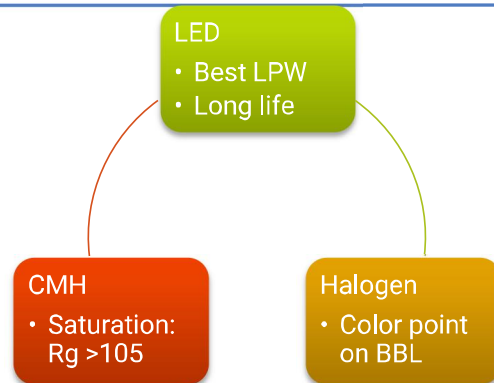 LED
• Best LPW
• Long life
CMH
• Saturation:
Rg >105
Halogen
• Color point
on BBL